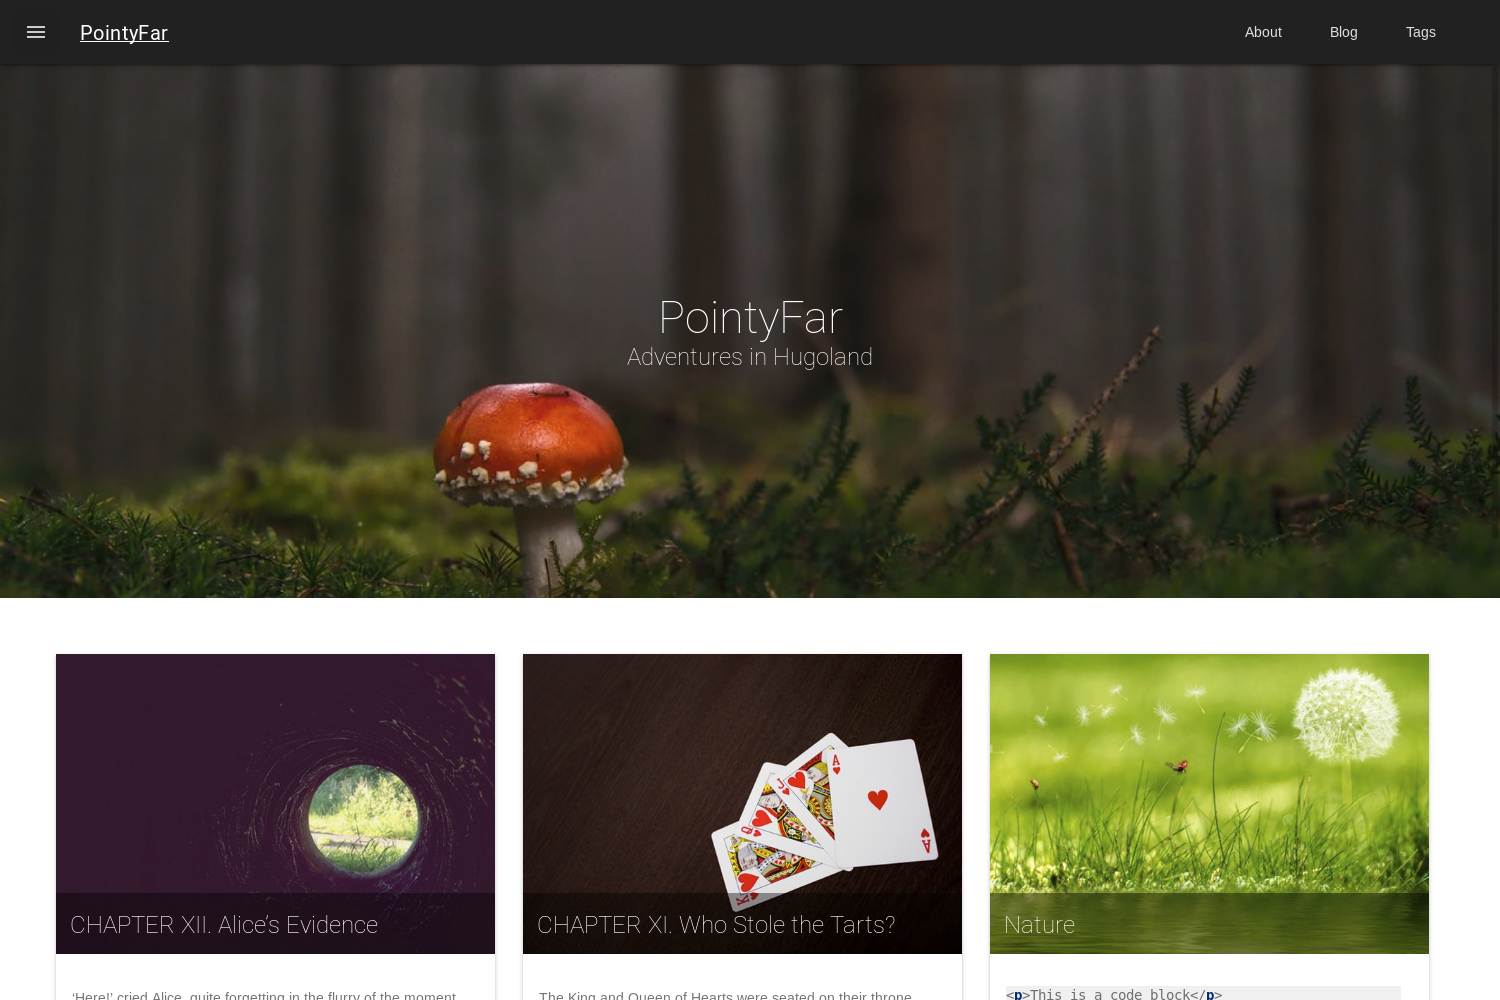 PointyFar
About
Blog
Tags
PointyFar
Adventures in Hugoland
CHAPTER XII. Alice’s Evidence
CHAPTER XI. Who Stole the Tarts?
Nature
‘Here!’ cried Alice, quite forgetting in the flurry of the moment
The King and Queen of Hearts were seated on their throne
<p>This is a code block</p>